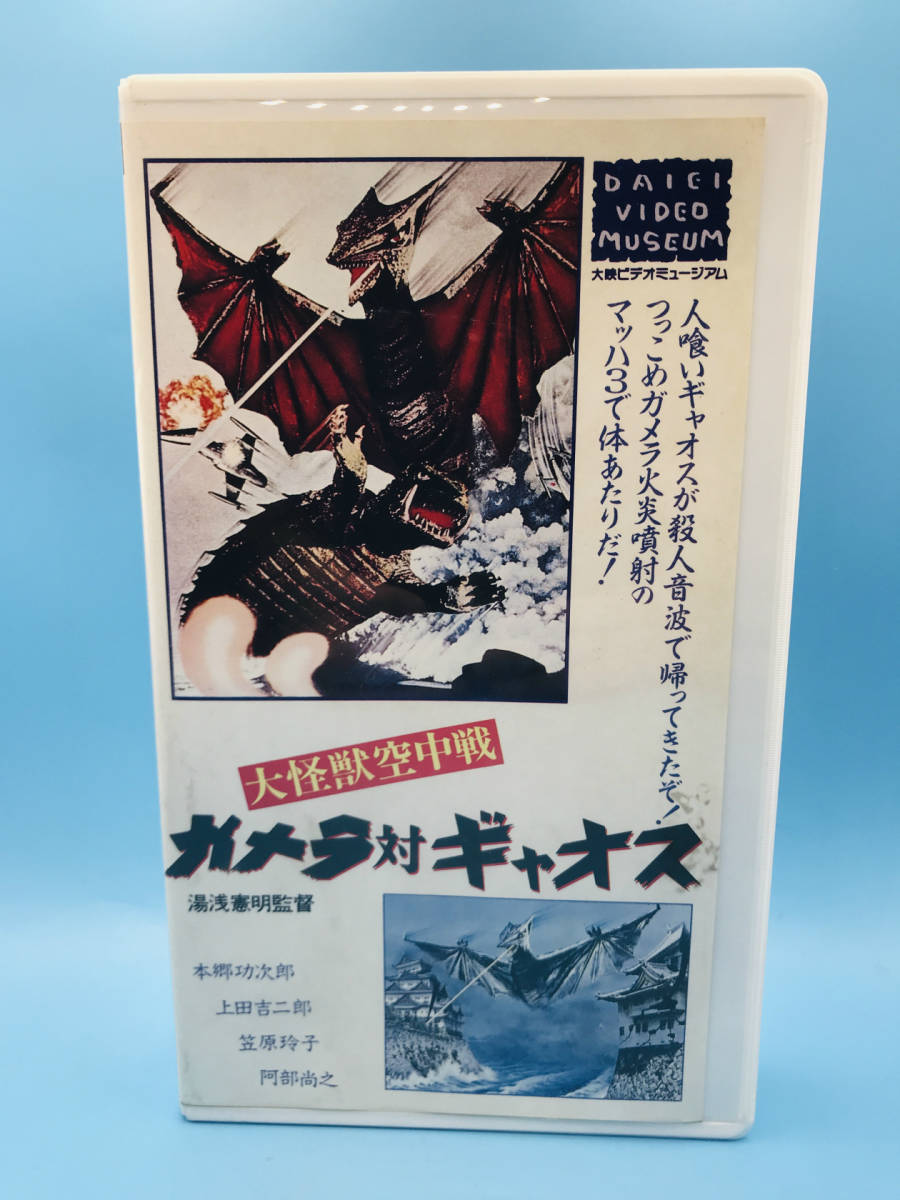 DAIEI
VIDEO
MUSEUM
大映ビデオミュージアム
人喰いギャオスが殺人音波で帰ってきたぞ!
つっこめガメラ火炎噴射の
マッハ3で体あたりだ!
大怪獣空中戦
ガメラ対ギャオス
湯浅憲明監督
本郷功次郎
上田吉二郎
笠原玲子
阿部尚之